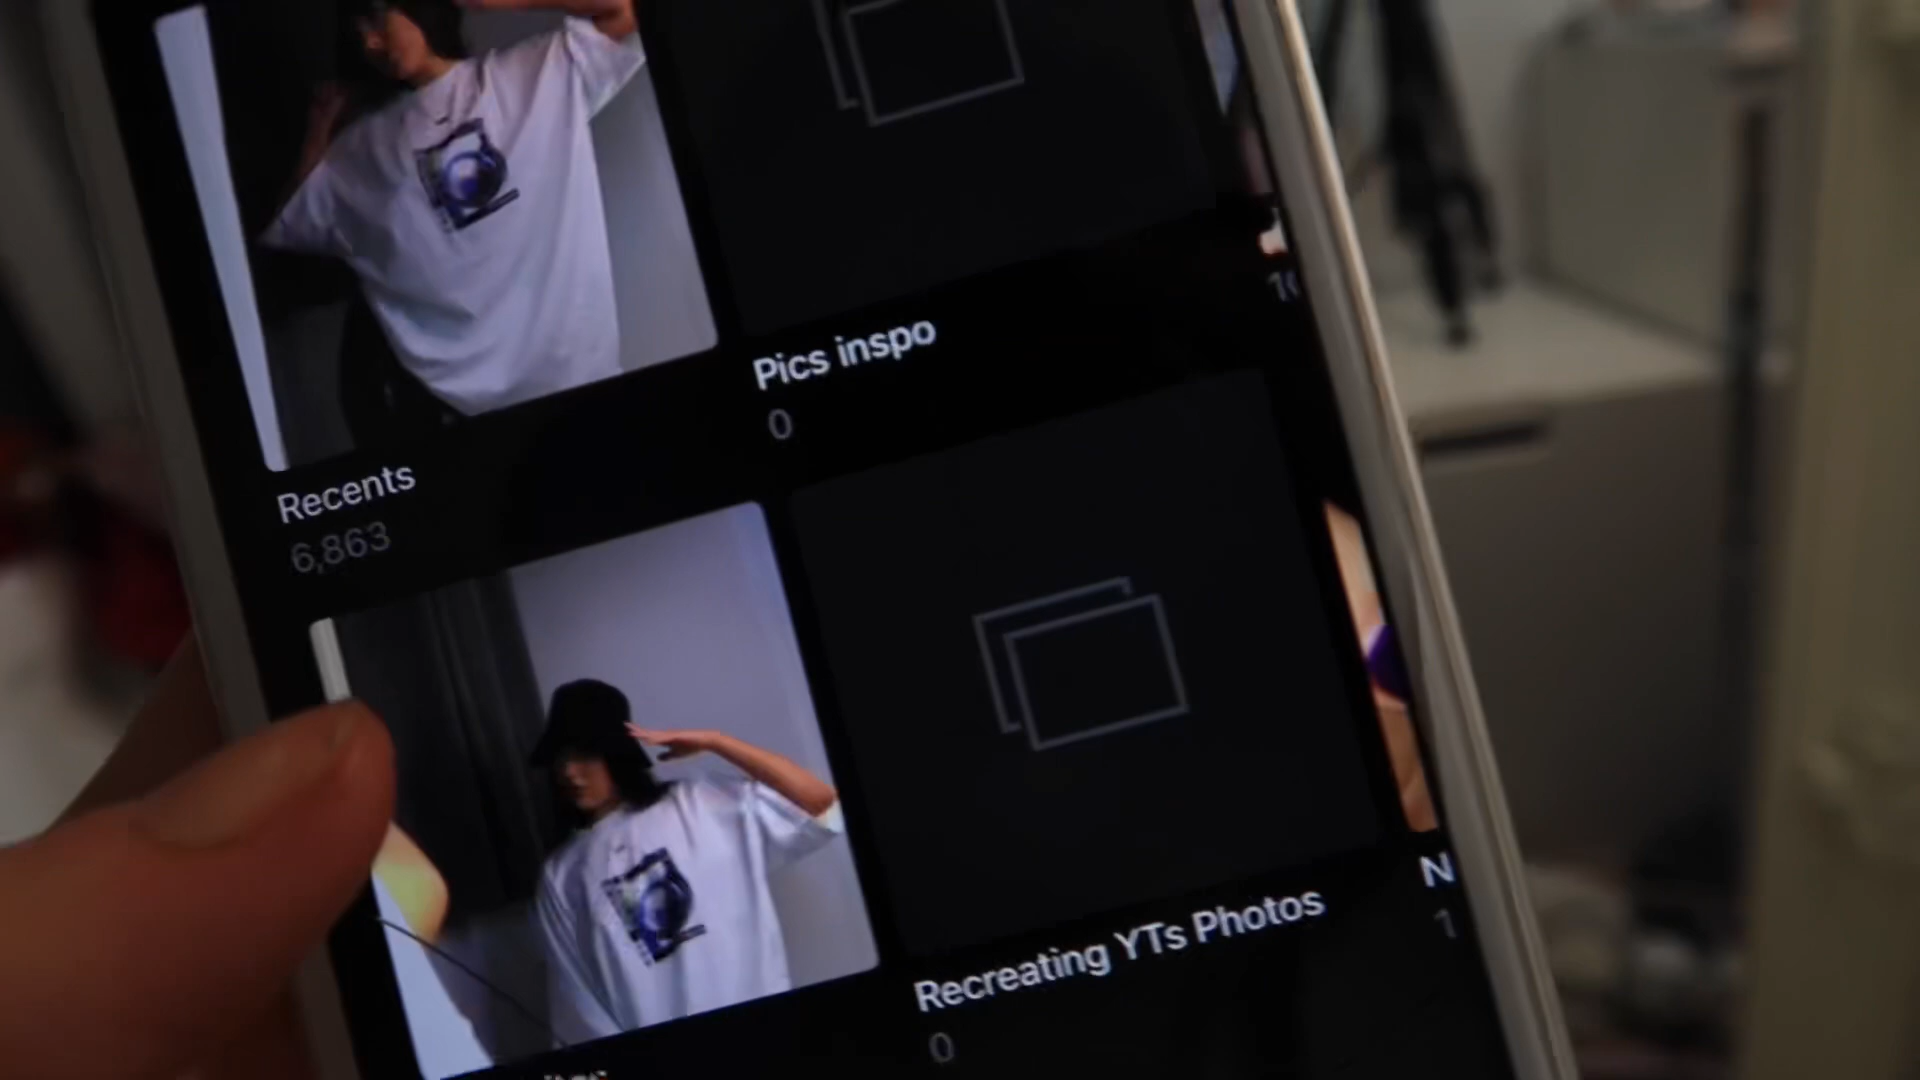 Pics inspo
0
Recents
6,863
Recreating YTs Photos
0